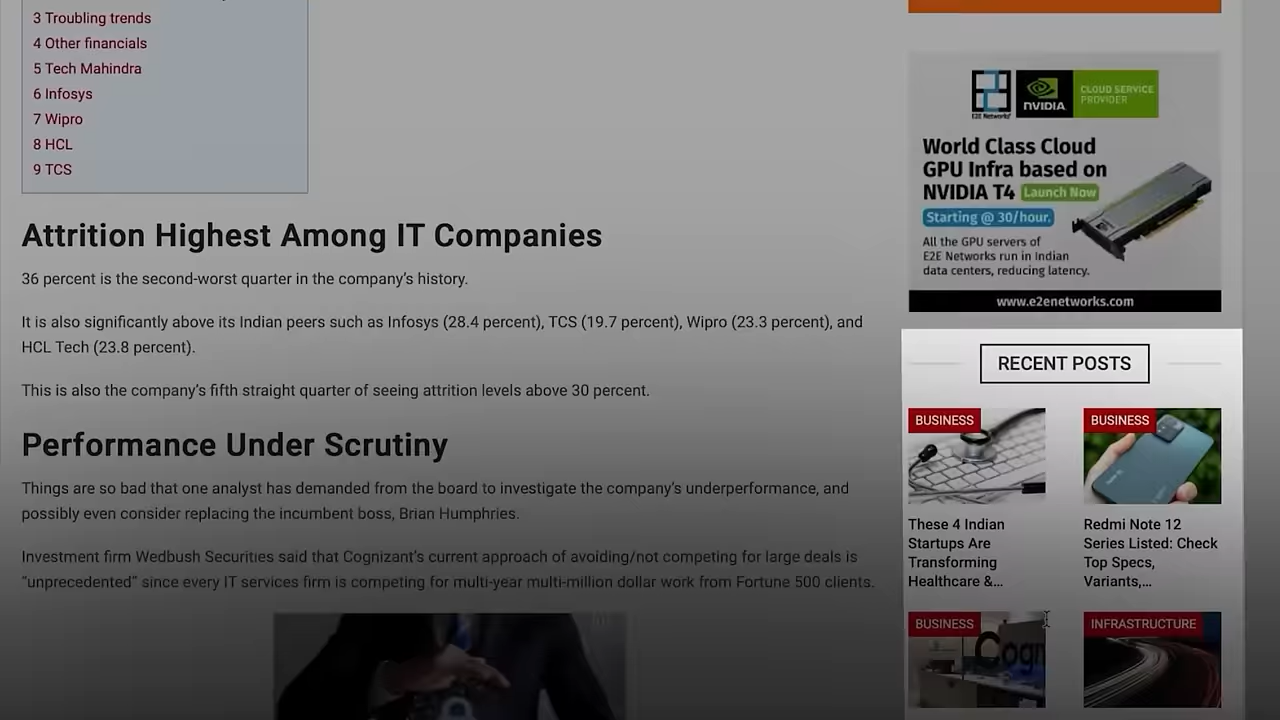 3 Troubling trends
4 Other financials
5 Tech Mahindra
6 Infosys
7 Wipro
8 HCL
9 TCS
Attrition Highest Among IT Companies
36 percent is the second-worst quarter in the company’s history.
It is also significantly above its Indian peers such as Infosys (28.4 percent), TCS (19.7 percent), Wipro (23.3 percent), and
HCL Tech (23.8 percent).
This is also the company’s fifth straight quarter of seeing attrition levels above 30 percent.
Performance Under Scrutiny
Things are so bad that one analyst has demanded from the board to investigate the company’s underperformance, and
possibly even consider replacing the incumbent boss, Brian Humphries.
Investment firm Wedbush Securities said that Cognizant’s current approach of avoiding/not competing for large deals is
“unprecedented” since every IT services firm is competing for multi-year multi-million dollar work from Fortune 500 clients.
E2E Networks
NVIDIA
CLOUD SERVICE
PROVIDER
World Class Cloud
GPU Infra based on
NVIDIA T4 Launch Now
Starting @ 30/hour.
All the GPU servers of
E2E Networks run in Indian
data centers, reducing latency.
www.e2enetworks.com
RECENT POSTS
BUSINESS
These 4 Indian
Startups Are
Transforming
Healthcare &…
BUSINESS
Redmi Note 12
Series Listed: Check
Top Specs,
Variants,…
BUSINESS
Cogn
INFRASTRUCTURE